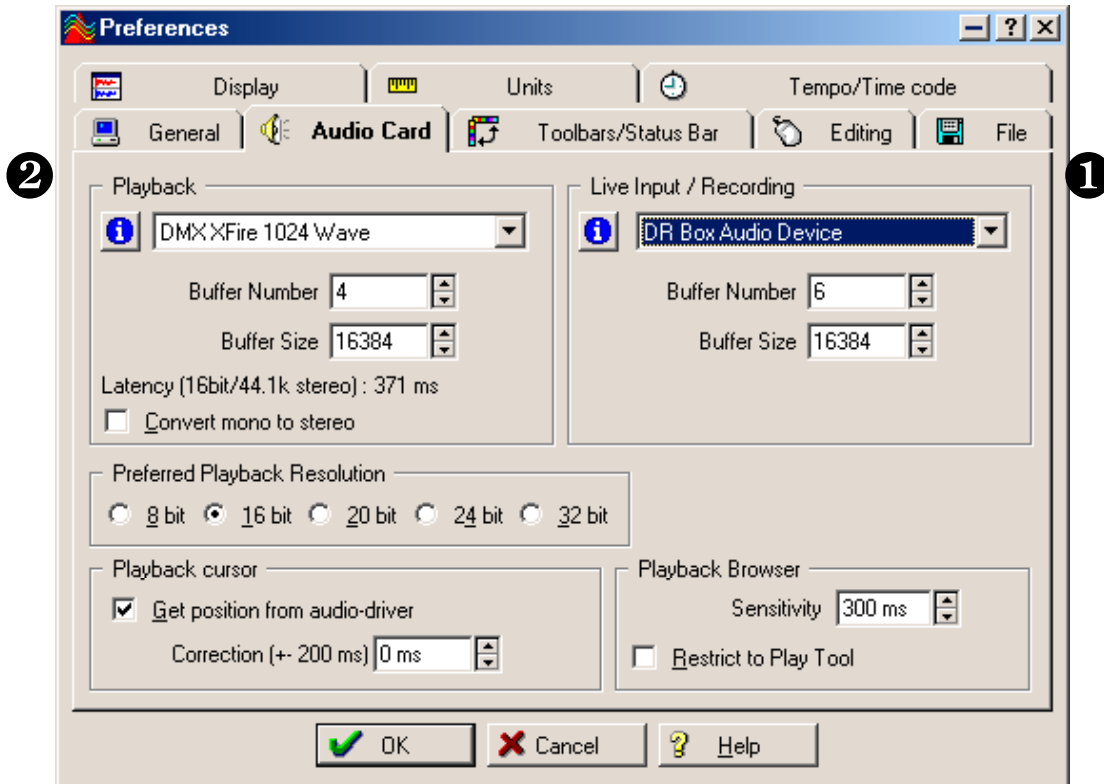 Preferences
Display Units Tempo/Time code
General Audio Card Toolbars/Status Bar Editing File
2 1
Playback
DMX XFire 1024 Wave
Buffer Number 4
Buffer Size 16384
Latency (16bit/44.1k stereo) : 371 ms
Convert mono to stereo
Live Input / Recording
DR Box Audio Device
Buffer Number 6
Buffer Size 16384
Preferred Playback Resolution
8 bit 16 bit 20 bit 24 bit 32 bit
Playback cursor
Get position from audio-driver
Correction (+- 200 ms) 0 ms
Playback Browser
Sensitivity 300 ms
Restrict to Play Tool
OK Cancel Help